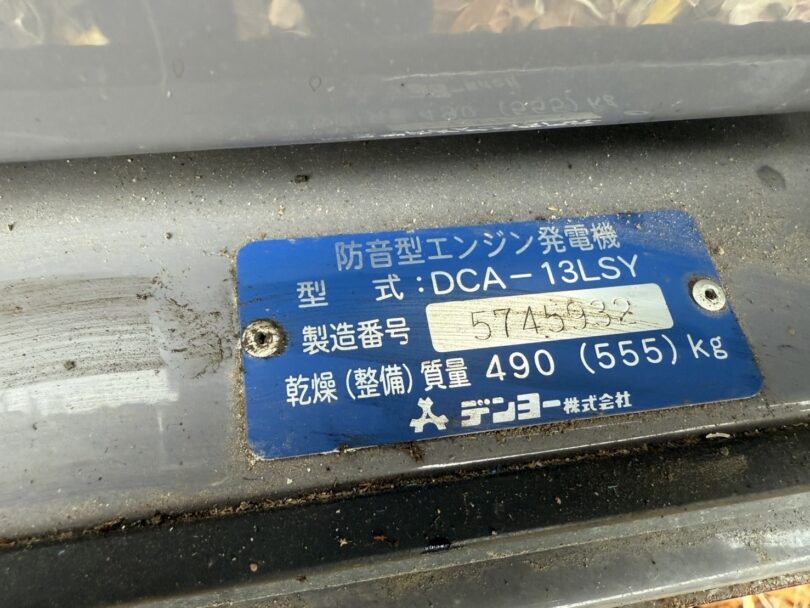 防音型エンジン発電機
型 式:DCA-13LSY
製造番号 5745932
乾燥(整備)質量 490 (555) kg
デンヨー株式会社